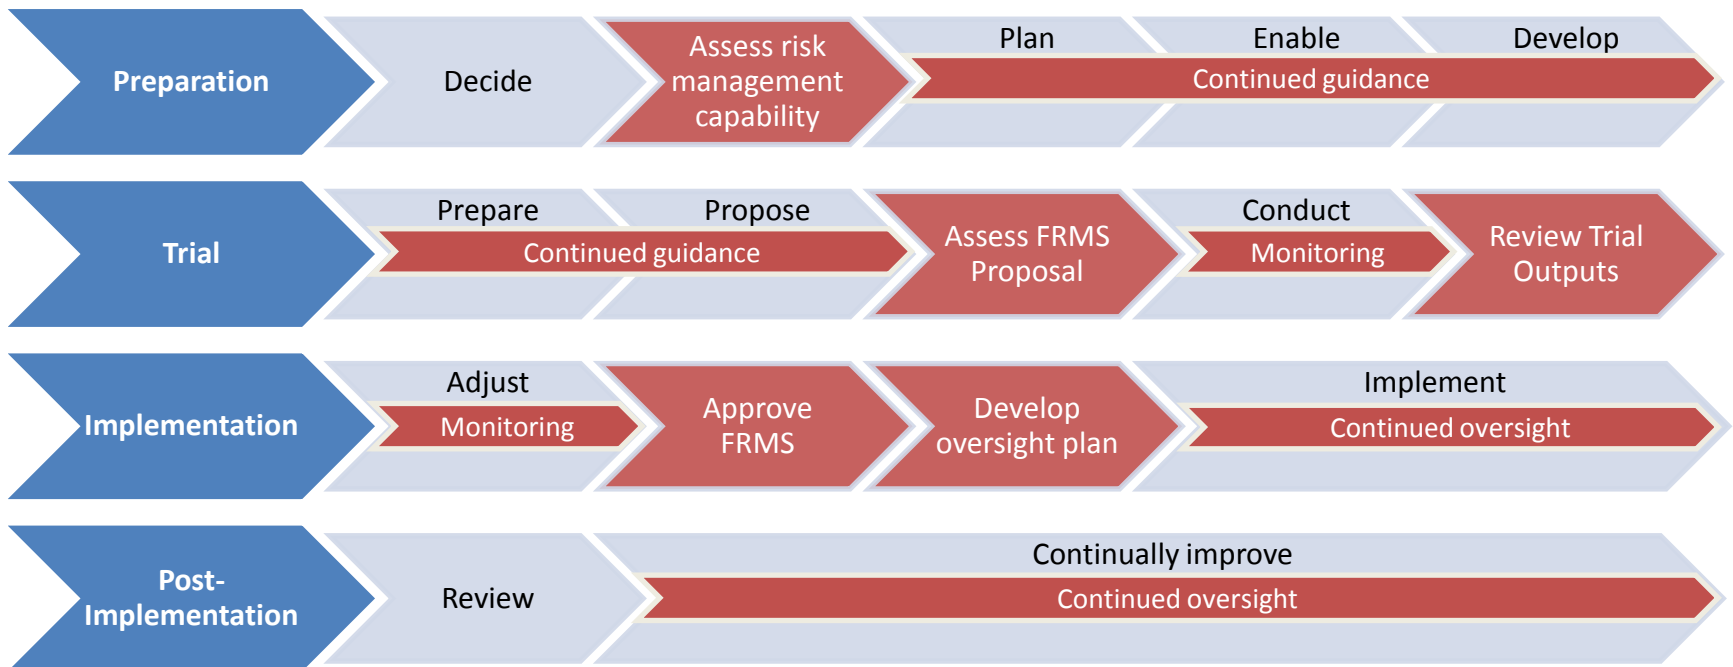 Preparation
Decide
Assess risk
management
capability
Plan
Enable
Develop
Continued guidance
Trial
Prepare
Propose
Continued guidance
Assess FRMS
Proposal
Conduct
Monitoring
Review Trial
Outputs
Implementation
Adjust
Monitoring
Approve
FRMS
Develop
oversight plan
Implement
Continued oversight
Post-
Implementation
Review
Continually improve
Continued oversight